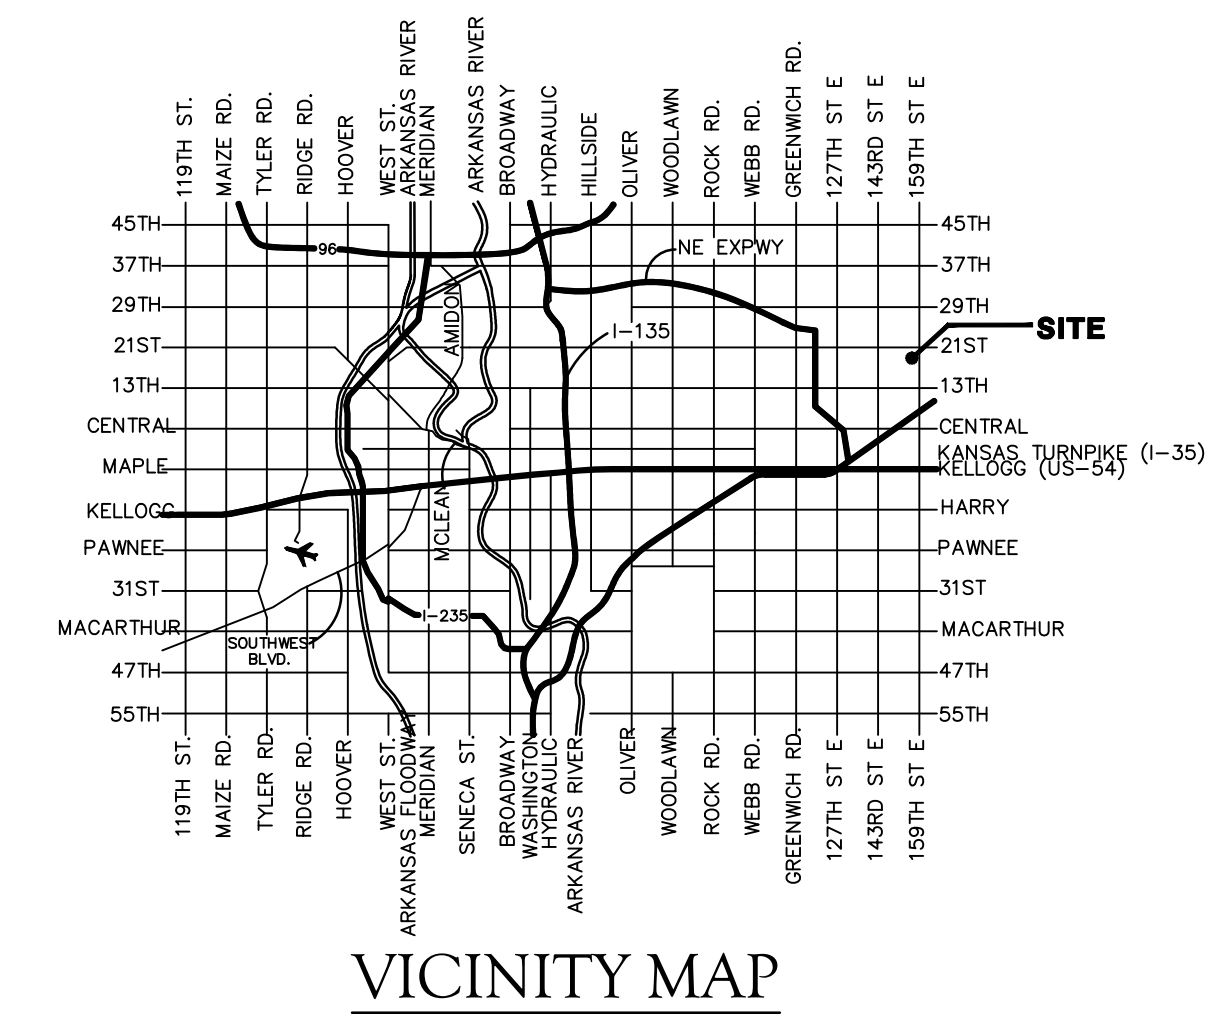 119TH ST.
MAIZE RD.
TYLER RD.
RIDGE RD.
HOOVER
WEST ST.
ARKANSAS RIVER
MERIDIAN
ARKANSAS RIVER
BROADWAY
HYDRAULIC
HILLSIDE
OLIVER
WOODLAWN
ROCK RD.
WEBB RD.
GREENWICH RD.
127TH ST E
143RD ST E
159TH ST E
45TH
37TH
29TH
21ST
13TH
CENTRAL
MAPLE
KELLOGG
PAWNEE
31ST
MACARTHUR
47TH
55TH
96
NE EXPWY
AMIDON
I-135
SITE
MCLEAN
I-235
SOUTHWEST
BLVD.
45TH
37TH
29TH
21ST
13TH
CENTRAL
KANSAS TURNPIKE (I-35)
KELLOGG (US-54)
HARRY
PAWNEE
31ST
MACARTHUR
47TH
55TH
119TH ST.
MAIZE RD.
TYLER RD.
RIDGE RD.
HOOVER
WEST ST.
ARKANSAS FLOODWAY
MERIDIAN
SENECA ST.
BROADWAY
WASHINGTON
HYDRAULIC
ARKANSAS RIVER
OLIVER
WOODLAWN
ROCK RD.
WEBB RD.
GREENWICH RD.
127TH ST E
143RD ST E
159TH ST E
VICINITY MAP